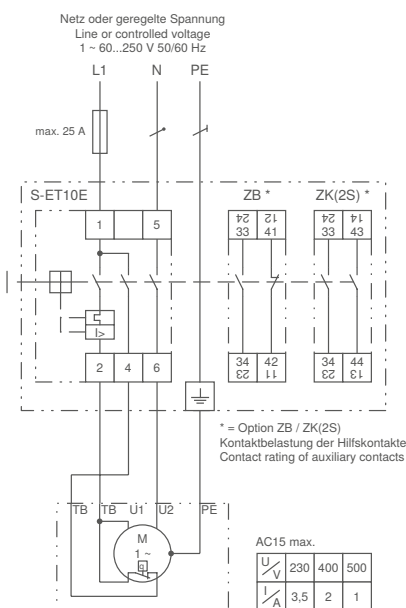 Netz oder geregelte Spannung
Line or controlled voltage
1 ~ 60...250 V 50/60 Hz
L1 N PE
max. 25 A
S-ET10E ZB * ZK(2S) *
1 5
24 12 24 14
33 41 33 43
I>
2 4 6
34 42 34 44
23 11 23 13
* = Option ZB / ZK(2S)
Kontaktbelastung der Hilfskontakte
Contact rating of auxiliary contacts
TB TB U1 U2 PE
M
1 ~
AC15 max.
U/V 230 400 500
I/A 3,5 2 1